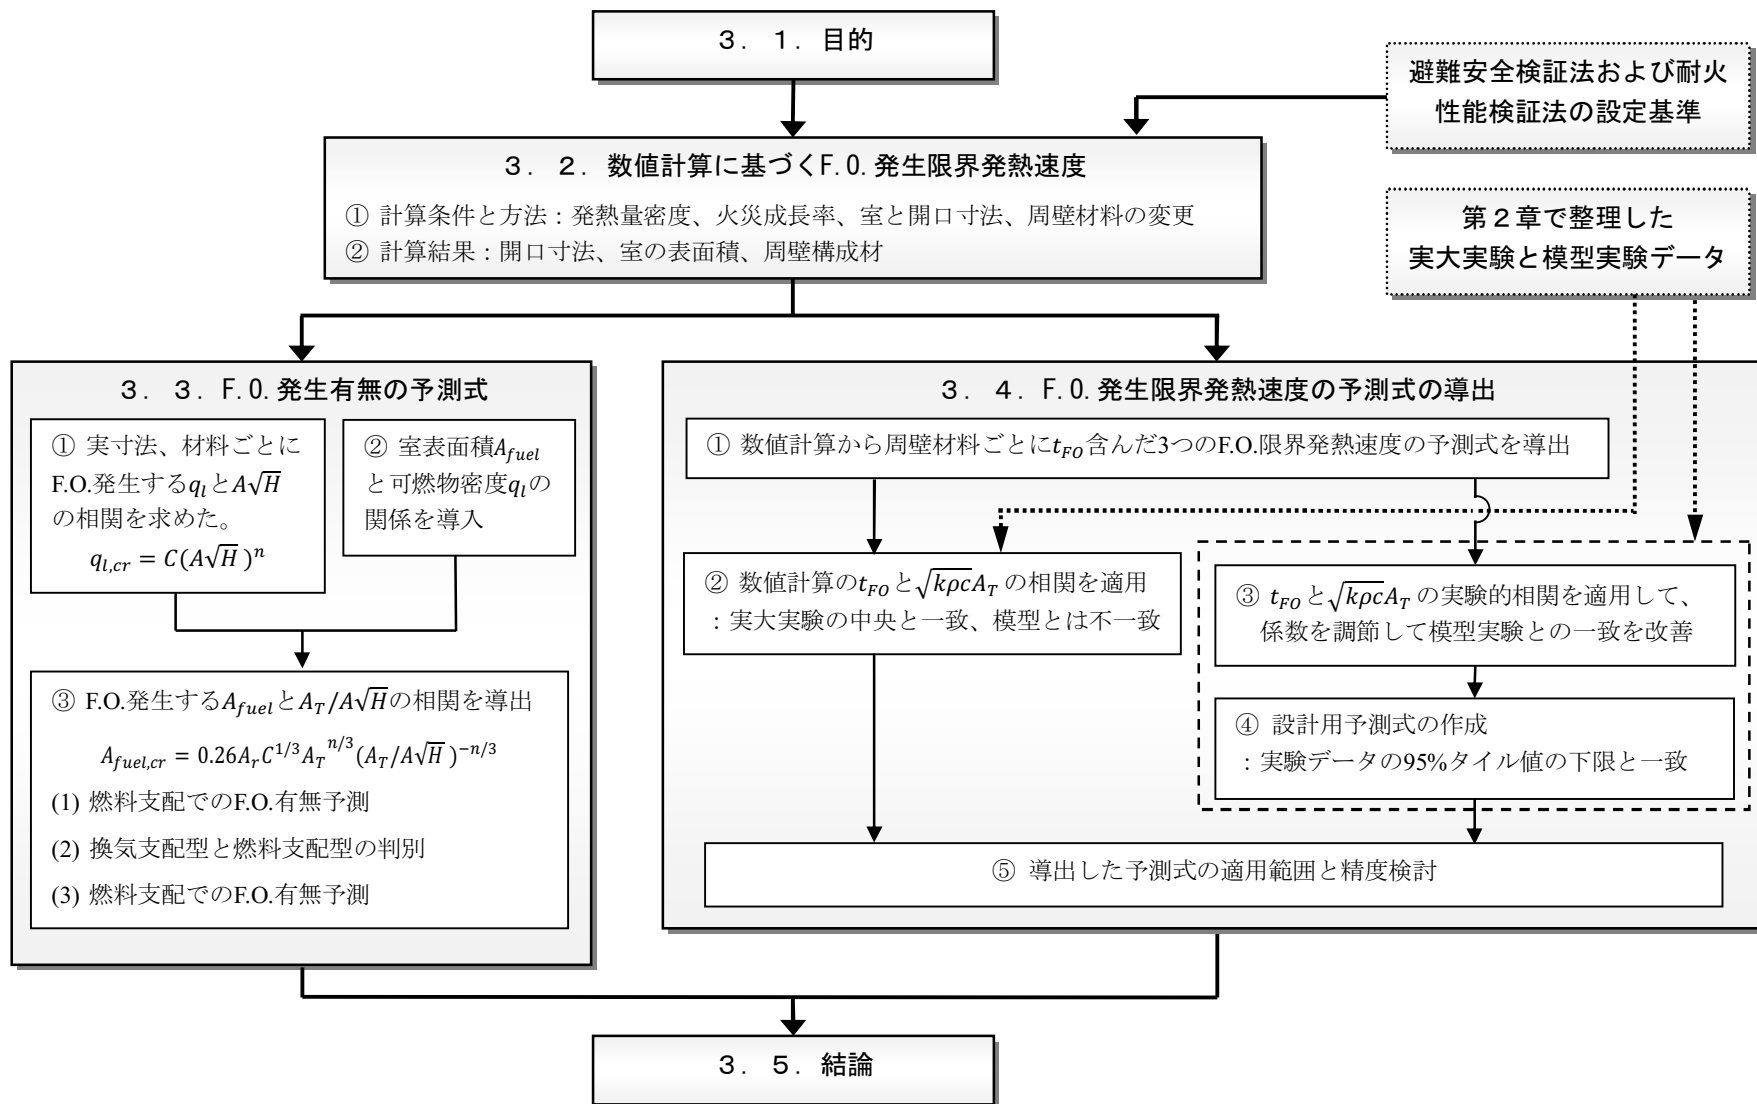 ３．１．目的
避難安全検証法および耐火
性能検証法の設定基準
３．２．数値計算に基づくF.O.発生限界発熱速度
① 計算条件と方法：発熱量密度、火災成長率、室と開口寸法、周壁材料の変更
② 計算結果：開口寸法、室の表面積、周壁構成材
第２章で整理した
実大実験と模型実験データ
３．３．F.O.発生有無の予測式
① 実寸法、材料ごとに
F.O.発生する$q_l$と$A\sqrt{H}$
の相関を求めた。
$q_{l,cr} = C(A\sqrt{H})^n$
② 室表面積$A_{fuel}$
と可燃物密度$q_l$の
関係を導入
③ F.O.発生する$A_{fuel}$と$A_T/A\sqrt{H}$の相関を導出
$A_{fuel,cr} = 0.26A_rC^{1/3}{A_T}^{n/3}(A_T/A\sqrt{H})^{-n/3}$
(1) 燃料支配でのF.O.有無予測
(2) 換気支配型と燃料支配型の判別
(3) 燃料支配でのF.O.有無予測
３．４．F.O.発生限界発熱速度の予測式の導出
① 数値計算から周壁材料ごとに$t_{FO}$含んだ3つのF.O.限界発熱速度の予測式を導出
② 数値計算の$t_{FO}$と$\sqrt{k\rho c}A_T$の相関を適用
：実大実験の中央と一致、模型とは不一致
③ $t_{FO}$と$\sqrt{k\rho c}A_T$の実験的相関を適用して、
係数を調節して模型実験との一致を改善
④ 設計用予測式の作成
：実験データの95%タイル値の下限と一致
⑤ 導出した予測式の適用範囲と精度検討
３．５．結論